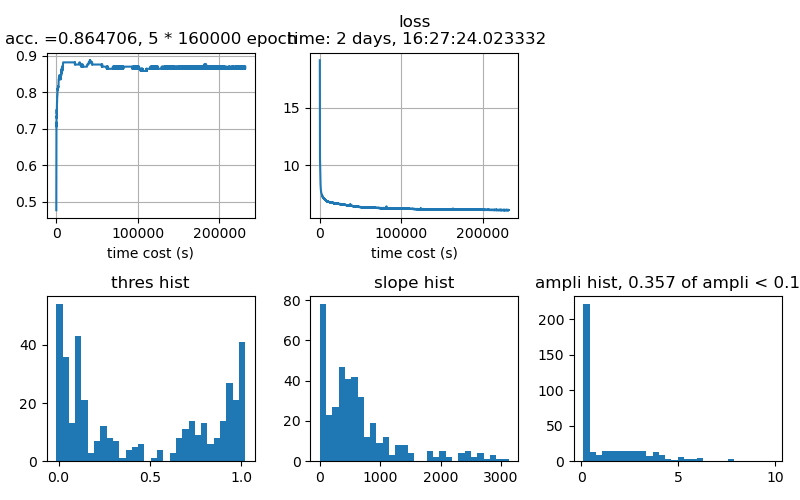 loss
acc. =0.864706, 5 * 160000 epoch
time: 2 days, 16:27:24.023332
0.9
0.8
0.7
0.6
0.5
0 100000 200000
time cost (s)
15
10
0 100000 200000
time cost (s)
thres hist
40
20
0
0.0 0.5 1.0
slope hist
80
60
40
20
0
0 1000 2000 3000
ampli hist, 0.357 of ampli < 0.1
200
150
100
50
0
0 5 10